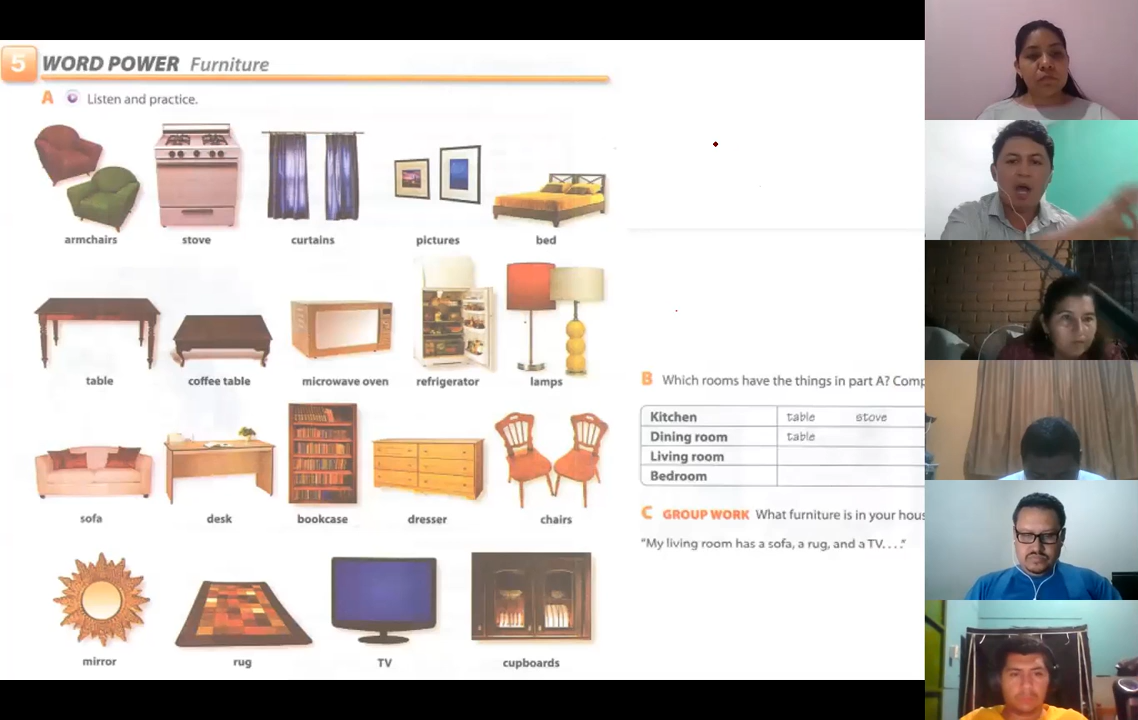 5 WORD POWER Furniture
A Listen and practice.
armchairs stove curtains pictures bed
table coffee table microwave oven refrigerator lamps
sofa desk bookcase dresser chairs
mirror rug TV cupboards
B Which rooms have the things in part A? Comp
Kitchen table stove
Dining room table
Living room
Bedroom
C GROUP WORK What furniture is in your hous
"My living room has a sofa, a rug, and a TV. . . ."